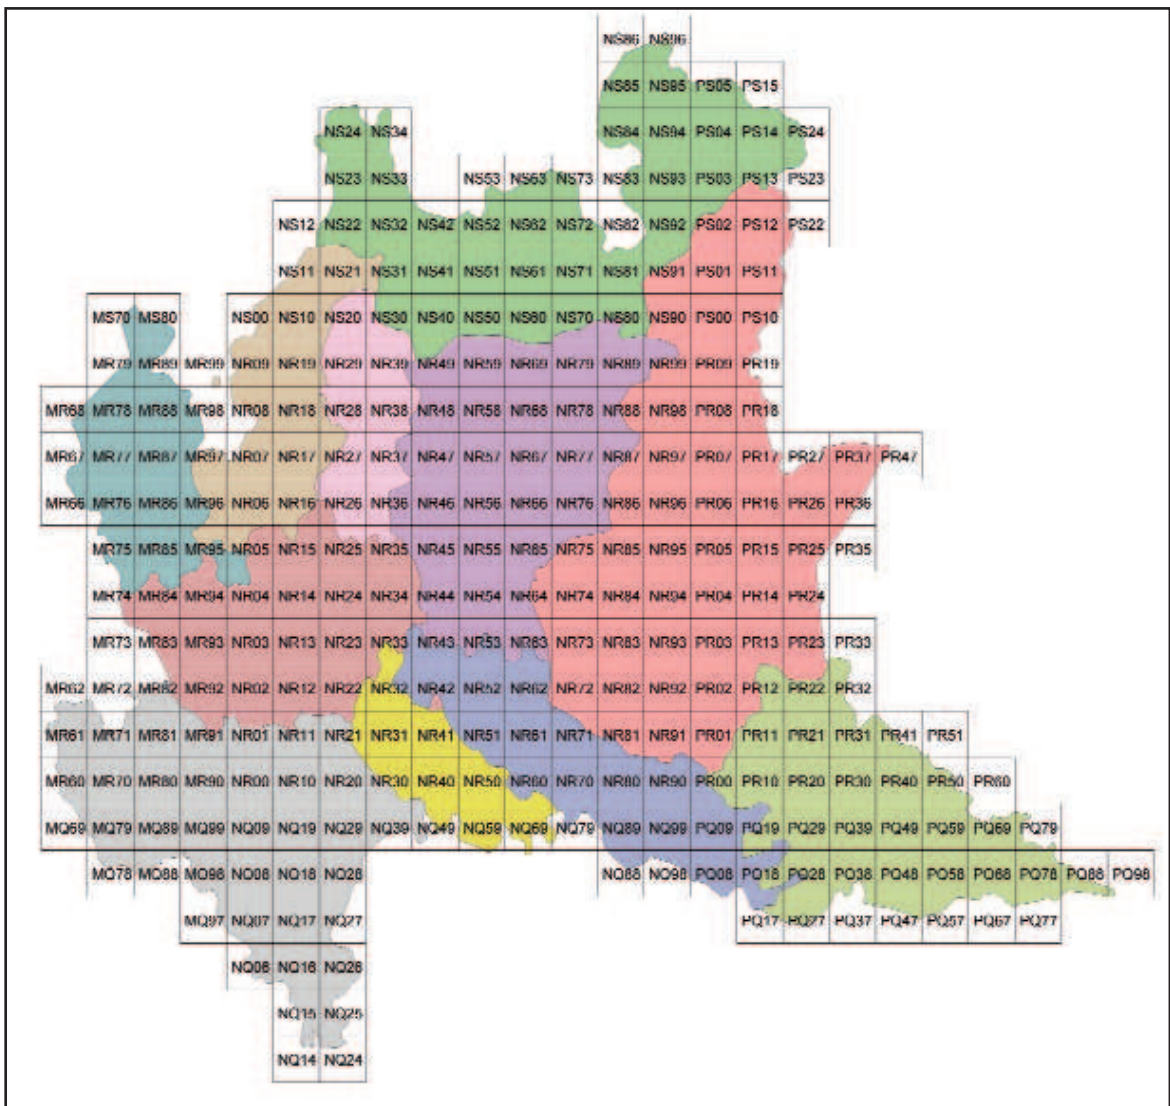 NS86 NS96
NS85 NS95 PS05 PS15
NS24 NS34 NS84 NS94 PS04 PS14 PS24
NS23 NS33 NS53 NS63 NS73 NS83 NS93 PS03 PS13 PS23
NS12 NS22 NS32 NS42 NS52 NS62 NS72 NS82 NS92 PS02 PS12 PS22
NS11 NS21 NS31 NS41 NS51 NS61 NS71 NS81 NS91 PS01 PS11
MS70 MS80 NS00 NS10 NS20 NS30 NS40 NS50 NS60 NS70 NS80 NS90 PS00 PS10
MR79 MR89 MR99 NR09 NR19 NR29 NR39 NR49 NR59 NR69 NR79 NR89 NR99 PR09 PR19
MR68 MR78 MR88 MR98 NR08 NR18 NR28 NR38 NR48 NR58 NR68 NR78 NR88 NR98 PR08 PR18
MR67 MR77 MR87 MR97 NR07 NR17 NR27 NR37 NR47 NR57 NR67 NR77 NR87 NR97 PR07 PR17 PR27 PR37 PR47
MR66 MR76 MR86 MR96 NR06 NR16 NR26 NR36 NR46 NR56 NR66 NR76 NR86 NR96 PR06 PR16 PR26 PR36
MR75 MR85 MR95 NR05 NR15 NR25 NR35 NR45 NR55 NR65 NR75 NR85 NR95 PR05 PR15 PR25 PR35
MR74 MR84 MR94 NR04 NR14 NR24 NR34 NR44 NR54 NR64 NR74 NR84 NR94 PR04 PR14 PR24
MR73 MR83 MR93 NR03 NR13 NR23 NR33 NR43 NR53 NR63 NR73 NR83 NR93 PR03 PR13 PR23 PR33
MR62 MR72 MR82 MR92 NR02 NR12 NR22 NR32 NR42 NR52 NR62 NR72 NR82 NR92 PR02 PR12 PR22 PR32
MR61 MR71 MR81 MR91 NR01 NR11 NR21 NR31 NR41 NR51 NR61 NR71 NR81 NR91 PR01 PR11 PR21 PR31 PR41 PR51
MR60 MR70 MR80 MR90 NR00 NR10 NR20 NR30 NR40 NR50 NR60 NR70 NR80 NR90 PR00 PR10 PR20 PR30 PR40 PR50 PR60
MQ69 MQ79 MQ89 MQ99 NQ09 NQ19 NQ29 NQ39 NQ49 NQ59 NQ69 NQ79 NQ89 NQ99 PQ09 PQ19 PQ29 PQ39 PQ49 PQ59 PQ69 PQ79
MQ78 MQ88 MQ98 NQ08 NQ18 NQ28 NQ88 NQ98 PQ08 PQ18 PQ28 PQ38 PQ48 PQ58 PQ68 PQ78 PQ88 PQ98
MQ97 NQ07 NQ17 NQ27 PQ17 PQ27 PQ37 PQ47 PQ57 PQ67 PQ77
NQ06 NQ16 NQ26
NQ15 NQ25
NQ14 NQ24